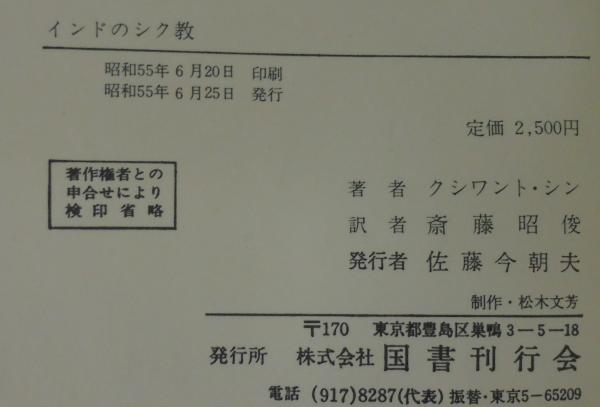 インドのシク教
昭和55年6月20日 印刷
昭和55年6月25日 発行
定価 2,500円
著作権者との
申合せにより
検印省略
著者 クシワント・シン
訳者 斎藤昭俊
発行者 佐藤今朝夫
制作・松木文芳
〒170 東京都豊島区巣鴨3―5―18
発行所 株式会社 国書刊行会
電話 (917)8287(代表) 振替・東京5―65209